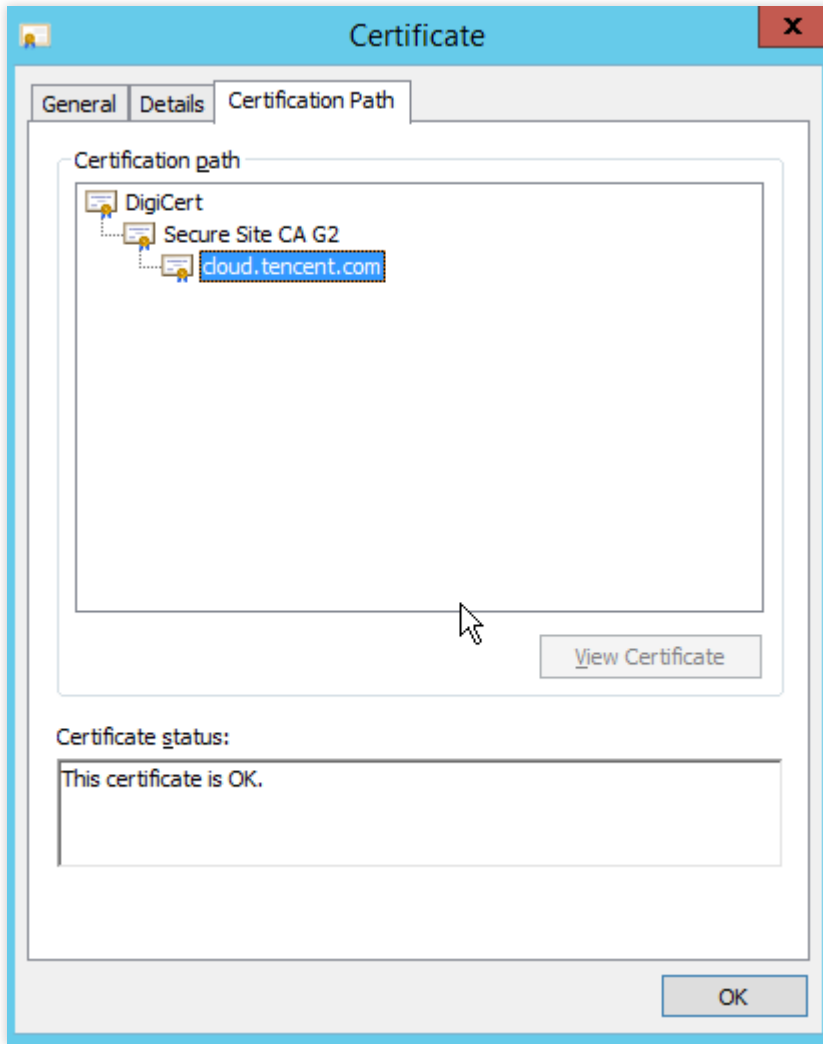 Certificate
x
General Details Certification Path
Certification path
DigiCert
Secure Site CA G2
cloud.tencent.com
View Certificate
Certificate status:
This certificate is OK.
OK